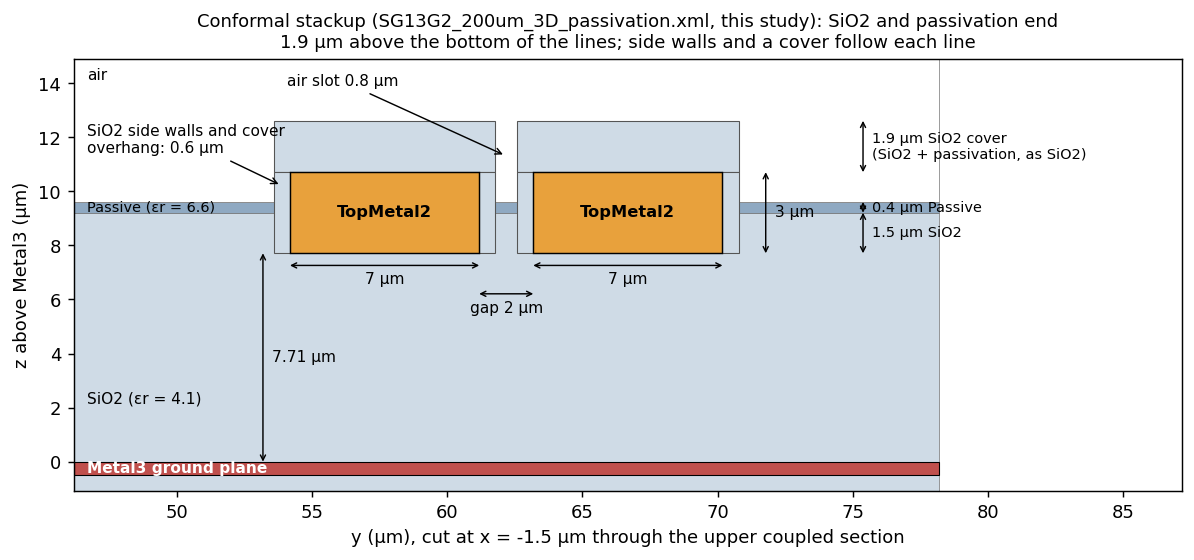 Conformal stackup (SG13G2_200um_3D_passivation.xml, this study): SiO2 and passivation end
1.9 µm above the bottom of the lines; side walls and a cover follow each line
air
air slot 0.8 µm
SiO2 side walls and cover
overhang: 0.6 µm
1.9 µm SiO2 cover
(SiO2 + passivation, as SiO2)
Passive (εr = 6.6)
TopMetal2
TopMetal2
3 µm
0.4 µm Passive
1.5 µm SiO2
7 µm
7 µm
gap 2 µm
7.71 µm
SiO2 (εr = 4.1)
Metal3 ground plane
z above Metal3 (µm)
14
12
10
8
6
4
2
0
50
55
60
65
70
75
80
85
y (µm), cut at x = -1.5 µm through the upper coupled section